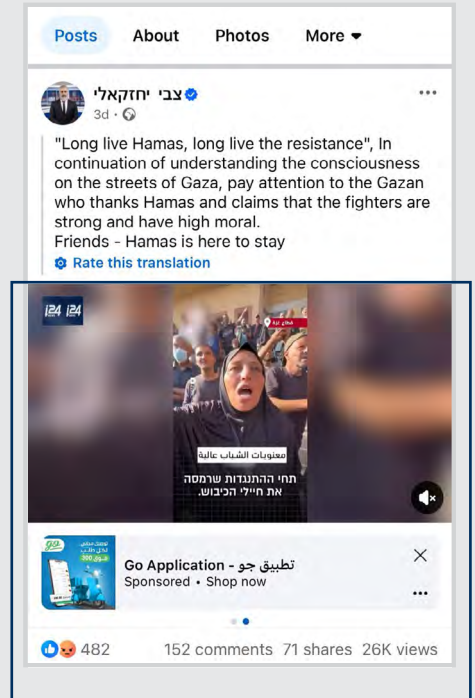 Posts About Photos More
צבי יחזקאלי
3d
"Long live Hamas, long live the resistance", In
continuation of understanding the consciousness
on the streets of Gaza, pay attention to the Gazan
who thanks Hamas and claims that the fighters are
strong and have high moral.
Friends - Hamas is here to stay
Rate this translation
i24 i24
قطاع غزة
معنويات الشباب عالية
תחי ההתנגדות שרמסה
את חיילי הכיבוש.
Go Application - تطبيق جو
Sponsored • Shop now
482 152 comments 71 shares 26K views